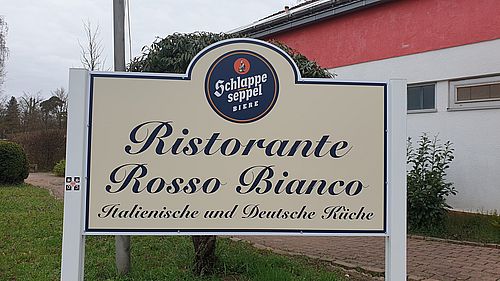 Schlappe
seppel
BIERE
Ristorante
Rosso Bianco
Italienische und Deutsche Küche